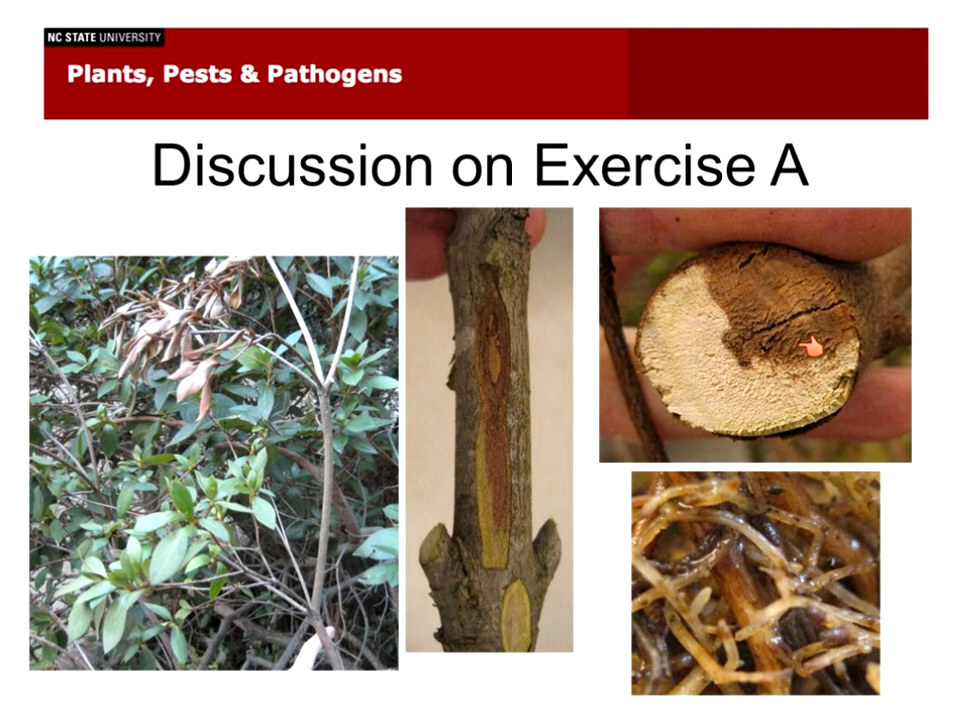 NC STATE UNIVERSITY
Plants, Pests & Pathogens
Discussion on Exercise A